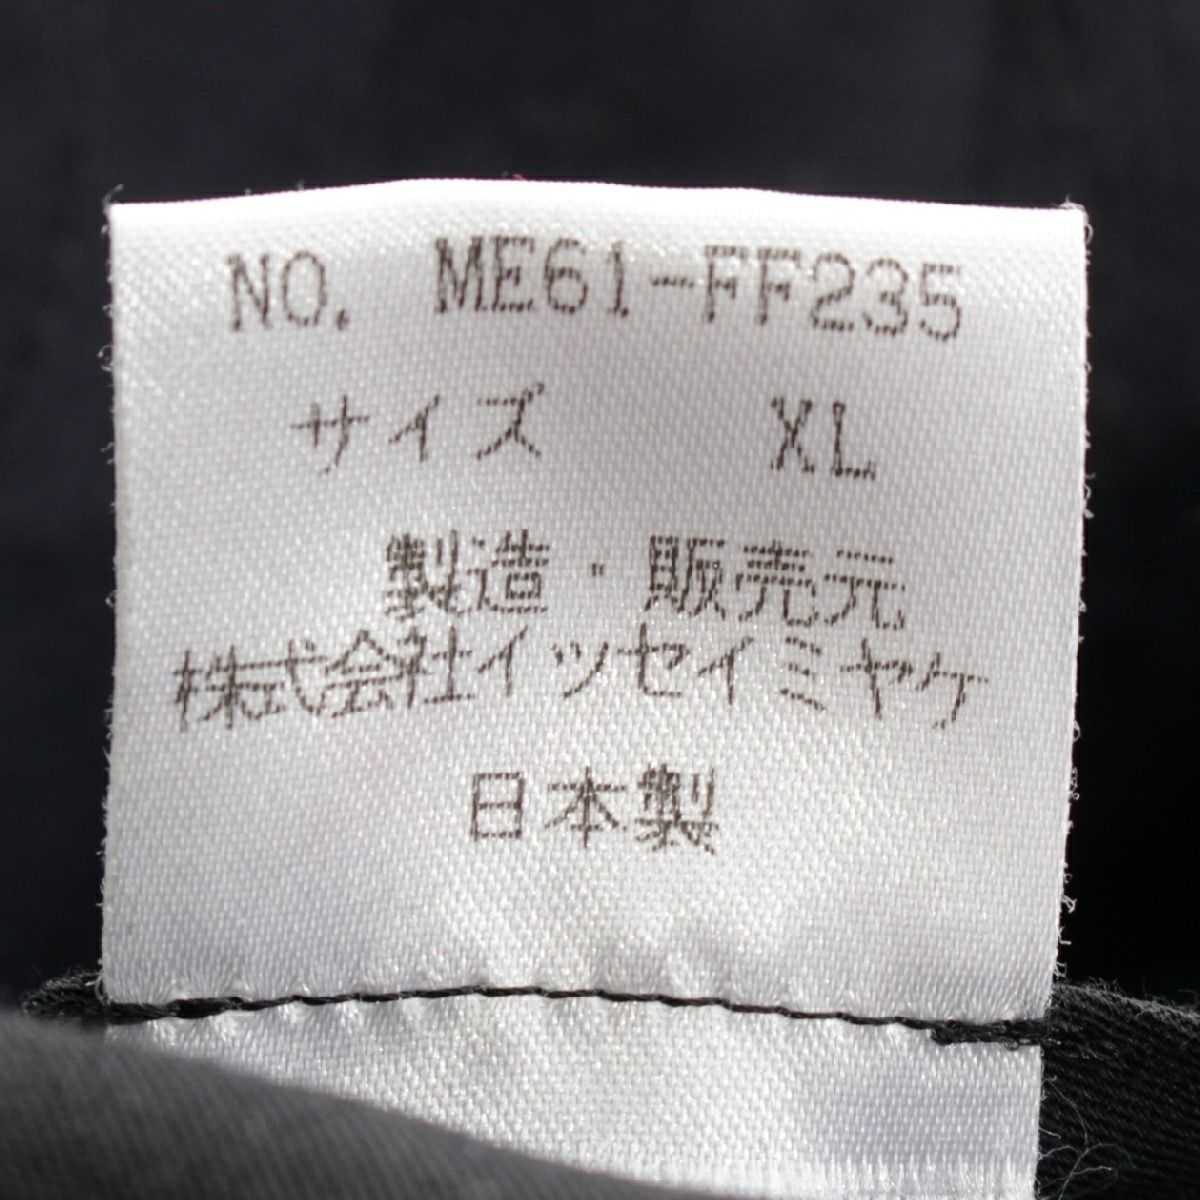 NO. ME61-FF235
サイズ XL
製造・販売元
株式会社イッセイミヤケ
日本製